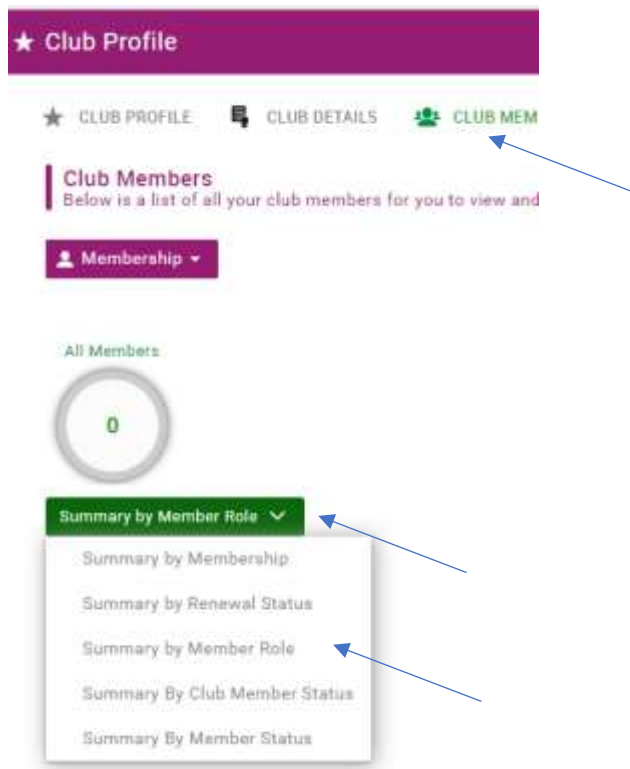 Club Profile
CLUB PROFILE CLUB DETAILS CLUB MEM
Club Members
Below is a list of all your club members for you to view and
Membership
All Members
0
Summary by Member Role
Summary by Membership
Summary by Renewal Status
Summary by Member Role
Summary By Club Member Status
Summary By Member Status